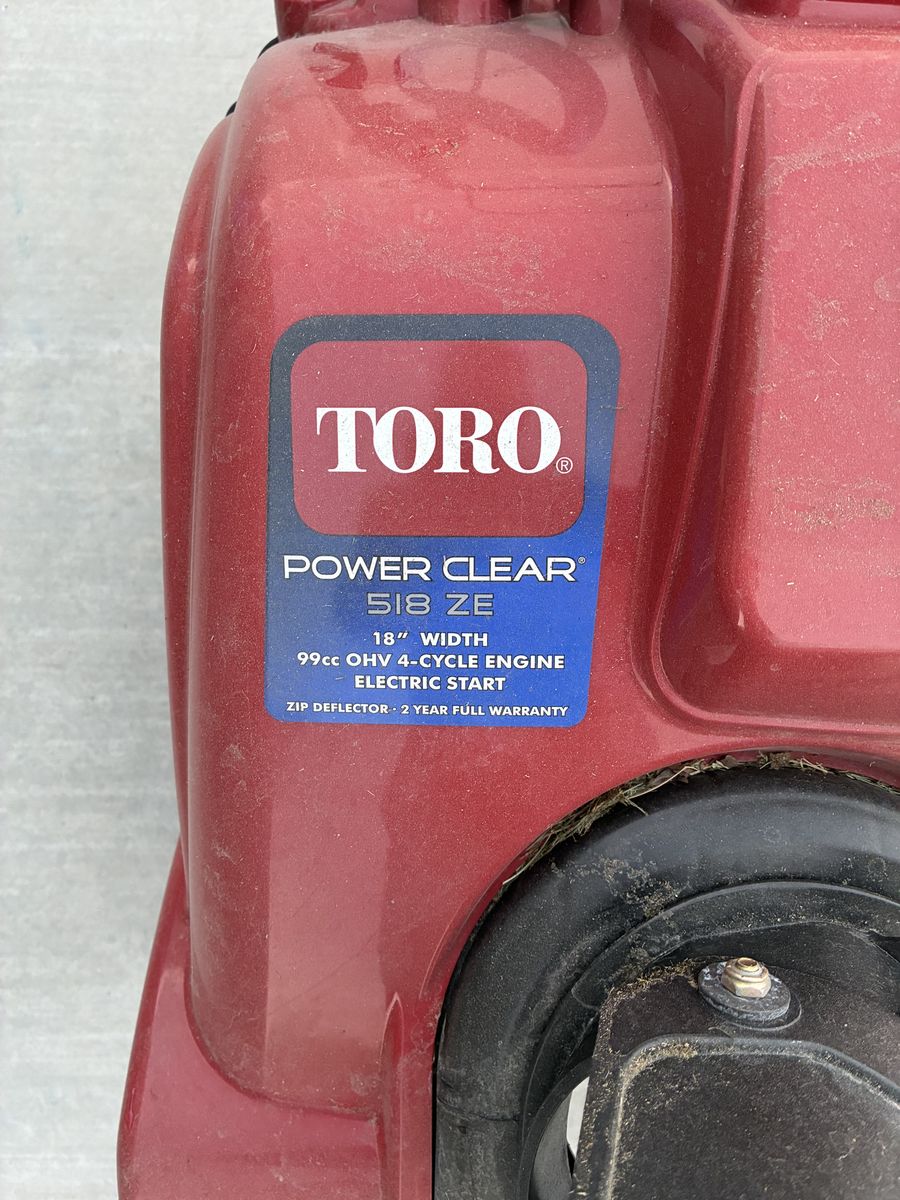 TORO®
POWER CLEAR®
518 ZE
18" WIDTH
99cc OHV 4-CYCLE ENGINE
ELECTRIC START
ZIP DEFLECTOR · 2 YEAR FULL WARRANTY